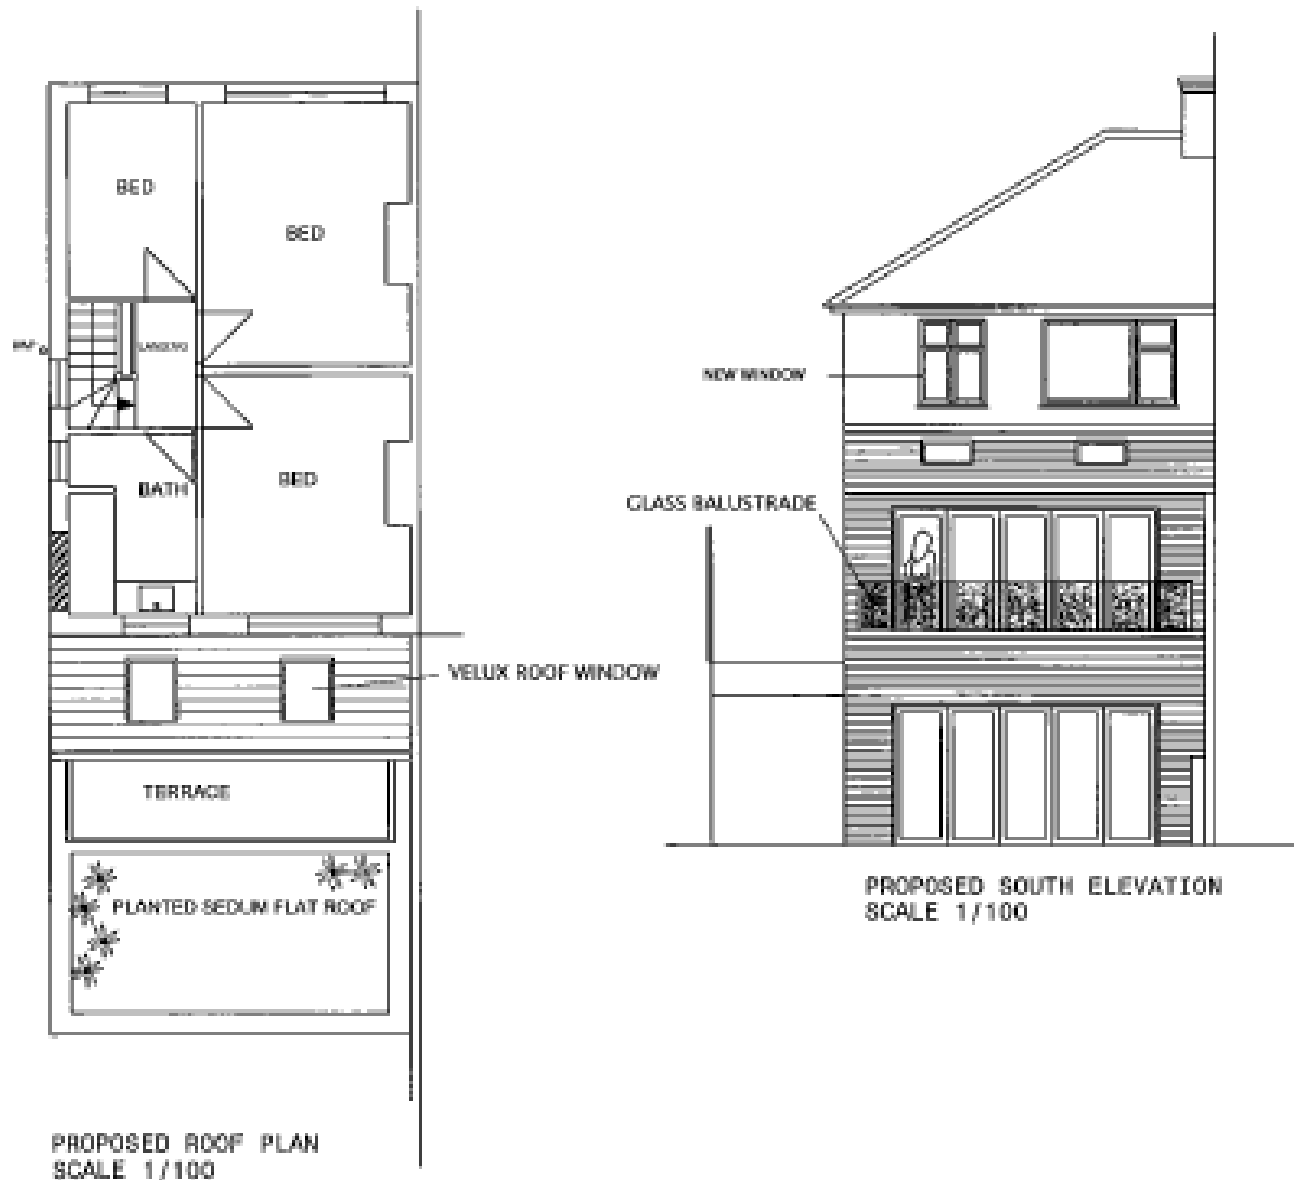 BED
BED
LANDING
BATH
BED
VELUX ROOF WINDOW
TERRACE
PLANTED SEDUM FLAT ROOF
PROPOSED ROOF PLAN
SCALE 1/100
NEW WINDOW
GLASS BALUSTRADE
PROPOSED SOUTH ELEVATION
SCALE 1/100